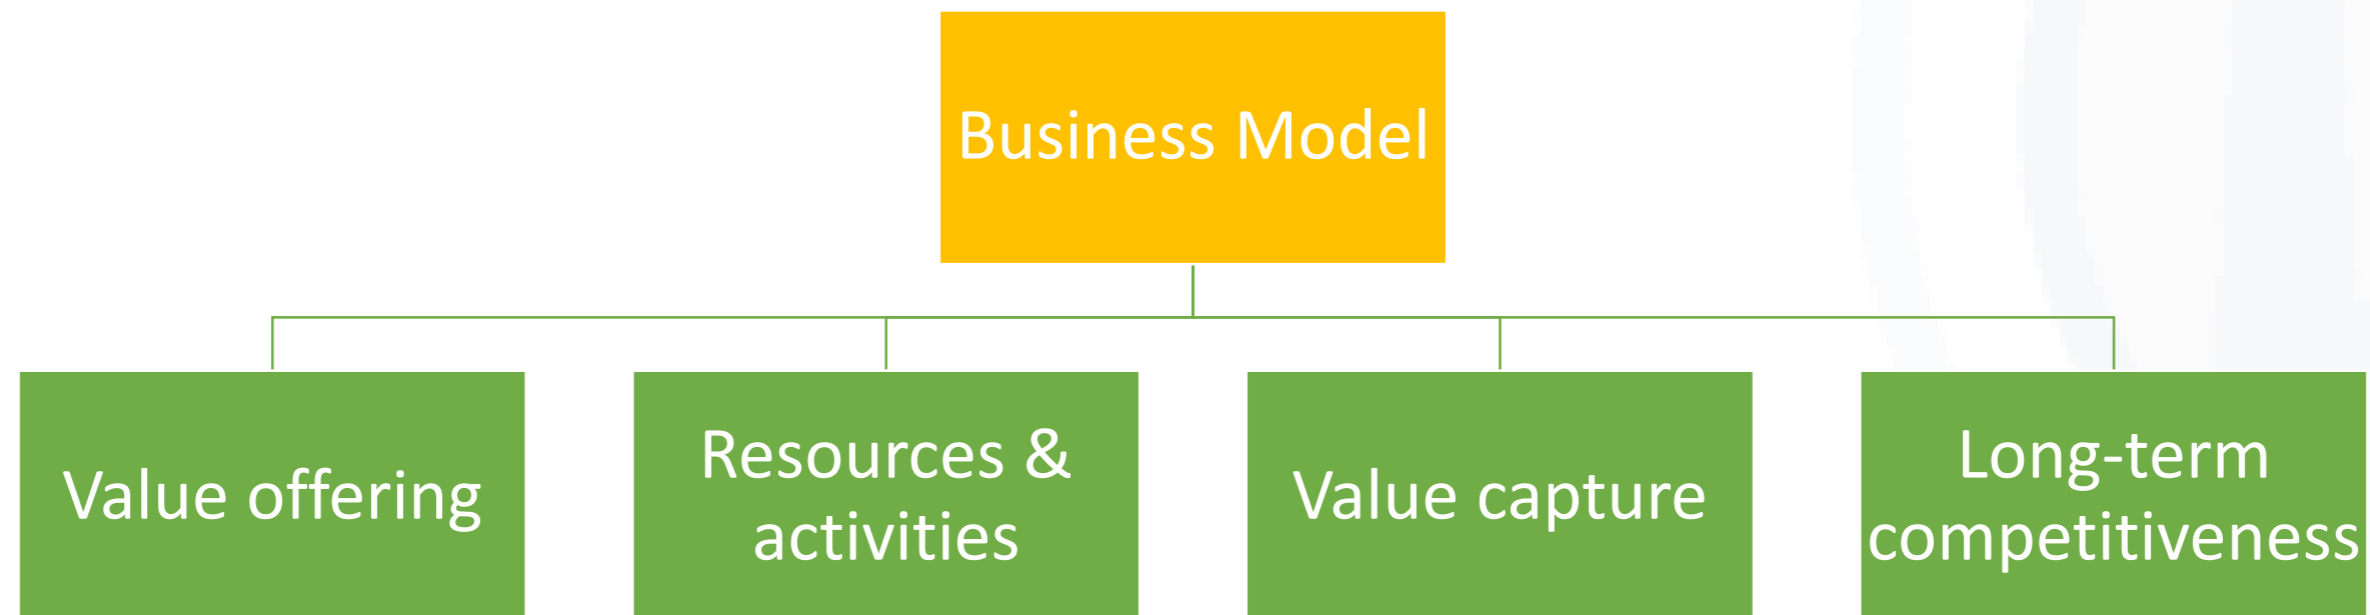 Business Model
Value offering
Resources &
activities
Value capture
Long-term
competitiveness